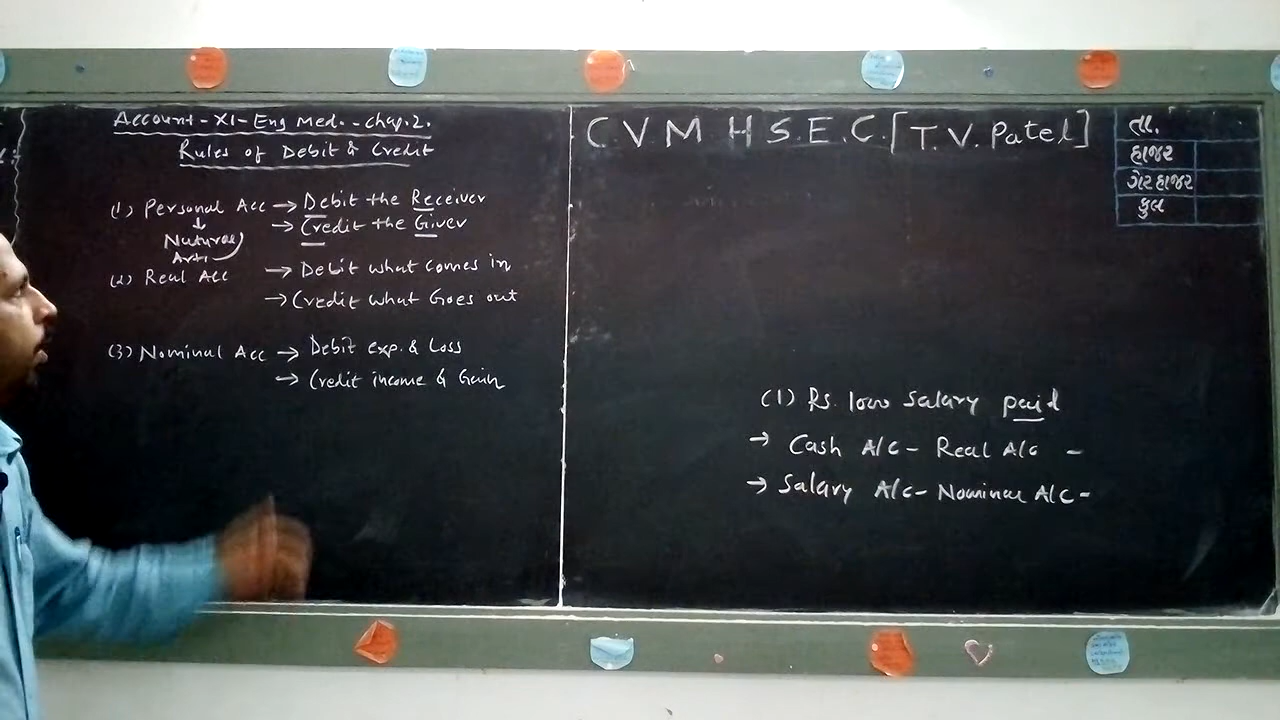 Account - XI - Eng Med. - Chap. 2.
Rules of Debit & Credit
(1) Personal Acc → Debit the Receiver
→ Credit the Giver
↓
Natural
Arti.
(2) Real Acc → Debit what comes in
→ Credit what Goes out
(3) Nominal Acc → Debit exp. & Loss
→ Credit income & Gain
C.V.M.H.S.E.C. [T.V. Patel]
તા.
હાજર
ગેરહાજર
કુલ
(1) Rs. 1000 Salary paid
→ Cash A/c - Real A/c -
→ Salary A/c - Nominal A/c -